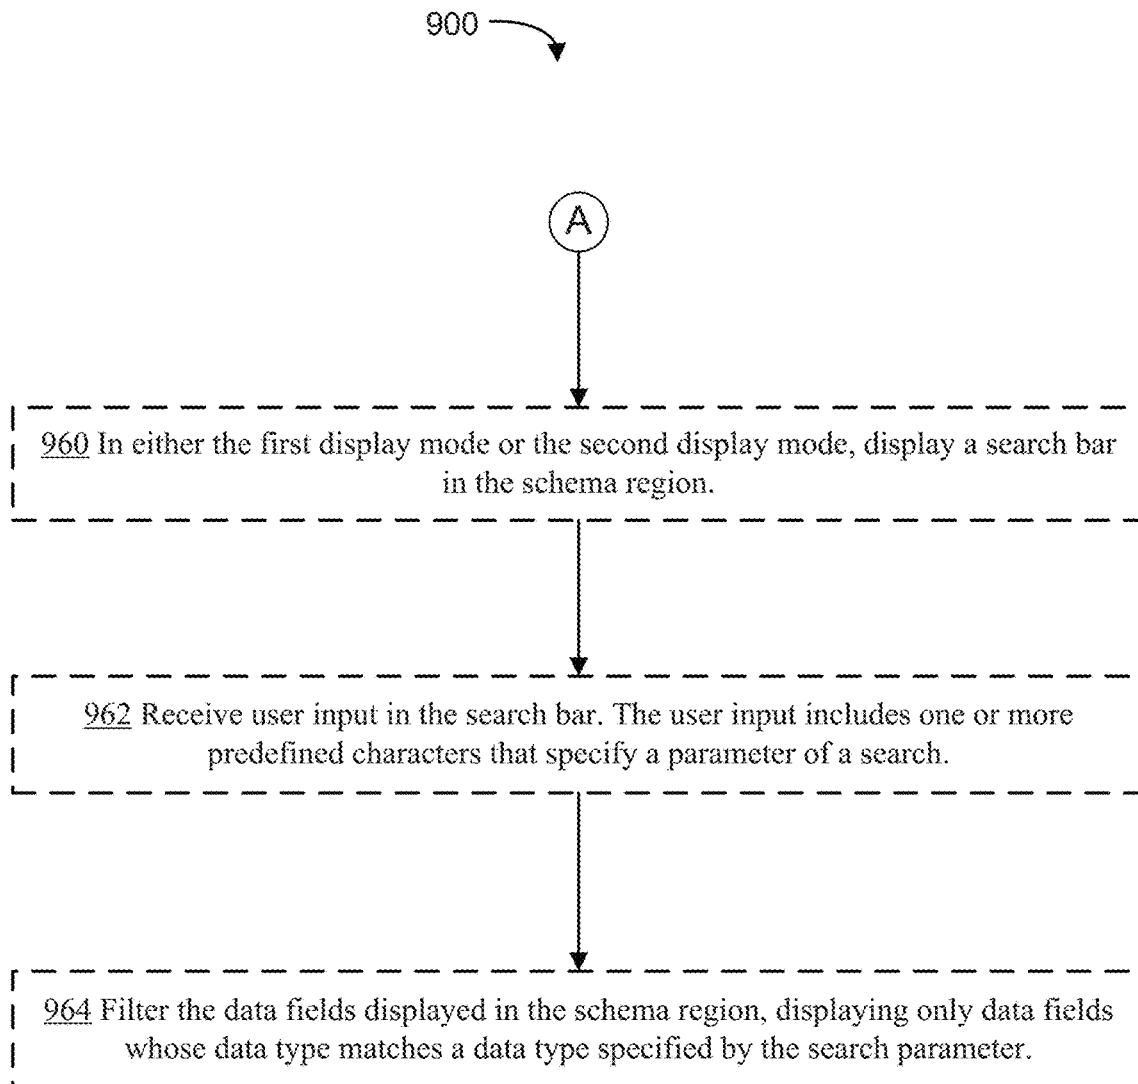 900
A
960 In either the first display mode or the second display mode, display a search bar
in the schema region.
962 Receive user input in the search bar. The user input includes one or more
predefined characters that specify a parameter of a search.
964 Filter the data fields displayed in the schema region, displaying only data fields
whose data type matches a data type specified by the search parameter.